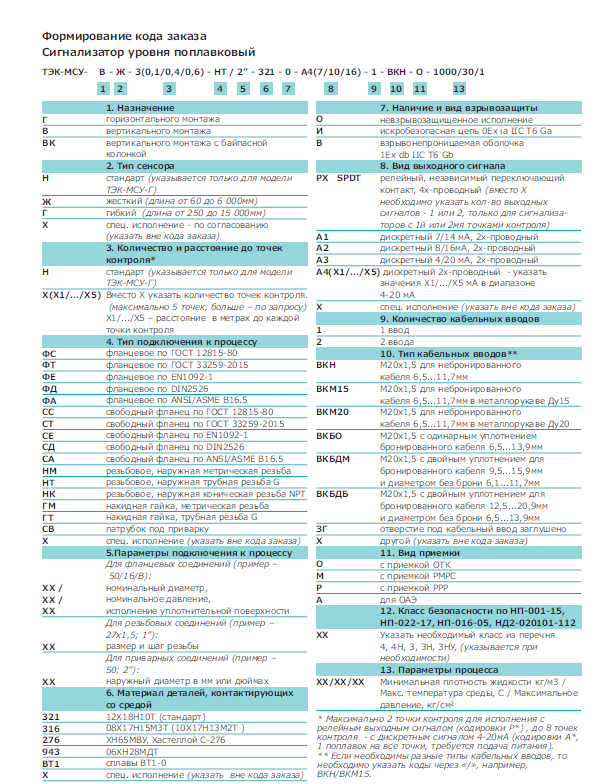 Формирование кода заказа
Сигнализатор уровня поплавковый
ТЭК-МСУ- В - Ж - 3(0,1/0,4/0,6) - НТ / 2” - 321 - 0 - А4(7/10/16) - 1 - ВКН - О - 1000/30/1
1 2 3 4 5 6 7 8 9 10 11 13
1. Назначение
Г горизонтального монтажа
В вертикального монтажа
ВК вертикального монтажа с байпасной
колонкой
2. Тип сенсора
Н стандарт (указывается только для модели
ТЭК-МСУ-Г)
Ж жесткий (длина от 60 до 6 000мм)
Г гибкий (длина от 250 до 15 000мм)
Х спец. исполнение - по согласованию
(указать вне кода заказа)
3. Количество и расстояние до точек
контроля*
Н стандарт (указывается только для модели
ТЭК-МСУ-Г)
Х(Х1/.../Х5) Вместо Х указать количество точек контроля.
(максимально 5 точек, больше – по запросу)
Х1/.../Х5 – расстояние в метрах до каждой
точки контроля
4. Тип подключения к процессу
ФС фланцевое по ГОСТ 12815-80
ФТ фланцевое по ГОСТ 33259-2015
ФЕ фланцевое по EN1092-1
ФД фланцевое по DIN2526
ФА фланцевое по ANSI/ASME B16.5
СС свободный фланец по ГОСТ 12815-80
СТ свободный фланец по ГОСТ 33259-2015
СЕ свободный фланец по EN1092-1
СД свободный фланец по DIN2526
СА свободный фланец по ANSI/ASME B16.5
НМ резьбовое, наружная метрическая резьба
НТ резьбовое, наружная трубная резьба G
НК резьбовое, наружная коническая резьба NPT
ГМ накидная гайка, метрическая резьба
ГТ накидная гайка, трубная резьба G
СВ патрубок под приварку
Х спец. исполнение (указать вне кода заказа)
5.Параметры подключения к процессу
Для фланцевых соединений (пример –
50/16/В):
ХХ / номинальный диаметр,
ХХ / номинальное давление,
ХХ исполнение уплотнительной поверхности
Для резьбовых соединений (пример –
27х1,5; 1”):
ХХ размер и шаг резьбы
Для приварных соединений (пример –
50; 2”):
ХХ наружный диаметр в мм или дюймах
6. Материал деталей, контактирующих
со средой
321 12Х18Н10Т (стандарт)
316 08Х17Н15М3Т (10Х17Н13М2Т )
276 ХН65МВУ, Хастеллой С-276
943 06ХН28МДТ
ВТ1 Сплавы ВТ1-0
Х спец. исполнение (указать вне кода заказа)
7. Наличие и вид взрывозащиты
О невзрывозащищенное исполнение
И искробезопасная цепь 0Ex ia IIC T6 Ga
В взрывонепроницаемая оболочка
1Ex db IIC T6 Gb
8. Вид выходного сигнала
РХ SPDT релейный, независимый переключающий
контакт, 4х-проводный (вместо Х
необходимо указать кол-во выходных
сигналов - 1 или 2, только для сигнализа-
торов с 1й или 2мя точками контроля)
А1 дискретный 7/14 мА, 2х-проводный
А2 дискретный 8/16мА, 2х-проводный
А3 дискретный 4/20 мА, 2х-проводный
А4(Х1/.../Х5) дискретный 2х-проводный - указать
значения Х1/.../Х5 мА в диапазоне
4-20 мА
Х спец. исполнение (указать вне кода заказа)
9. Количество кабельных вводов
1 1 ввод
2 2 ввода
10. Тип кабельных вводов**
ВКН М20х1,5 для небронированного
кабеля 6,5...11,7мм
ВКМ15 М20х1,5 для небронированного
кабеля 6,5...11,7мм в металлорукаве Ду15
ВКМ20 М20х1,5 для небронированного
кабеля 6,5...11,7мм в металлорукаве Ду20
ВКБО М20х1,5 с одинарным уплотнением
бронированного кабеля 6,5...13,9мм
ВКБДМ М20х1,5 с двойным уплотнением для
бронированного кабеля 9,5...15,9мм
и диаметром без брони 6,1...11,7мм
ВКБДБ М20х1,5 с двойным уплотнением для
бронированного кабеля 12,5...20,9мм
и диаметром без брони 6,5...13,9мм
ЗГ отверстие под кабельный ввод заглушено
Х другой (указать вне кода заказа)
11. Вид приемки
О с приемкой ОТК
М с приемкой РМРС
Р с приемкой РРР
А для ОАЭ
12. Класс безопасности по НП-001-15,
НП-022-17, НП-016-05, НД2-020101-112
ХХ Указать необходимый класс из перечня
4, 4Н, 3, 3Н, 3НУ, (указывается при
необходимости)
13. Параметры процесса
ХХ/ХХ/ХХ Минимальная плотность жидкости кг/м3 /
Макс. температура среды, С / Максимальное
давление, кг/см²
* Максимально 2 точки контроля для исполнения с
релейным выходным сигналом (кодировки Р*) , до 8 точек
контроля - с дискретным сигналом 4-20мА (кодировки А*,
1 поплавок на все точки, требуется подача питания).
** Если необходимы разные типы кабельных вводов, то
необходимо указать коды через «/», например,
ВКН/ВКМ15.